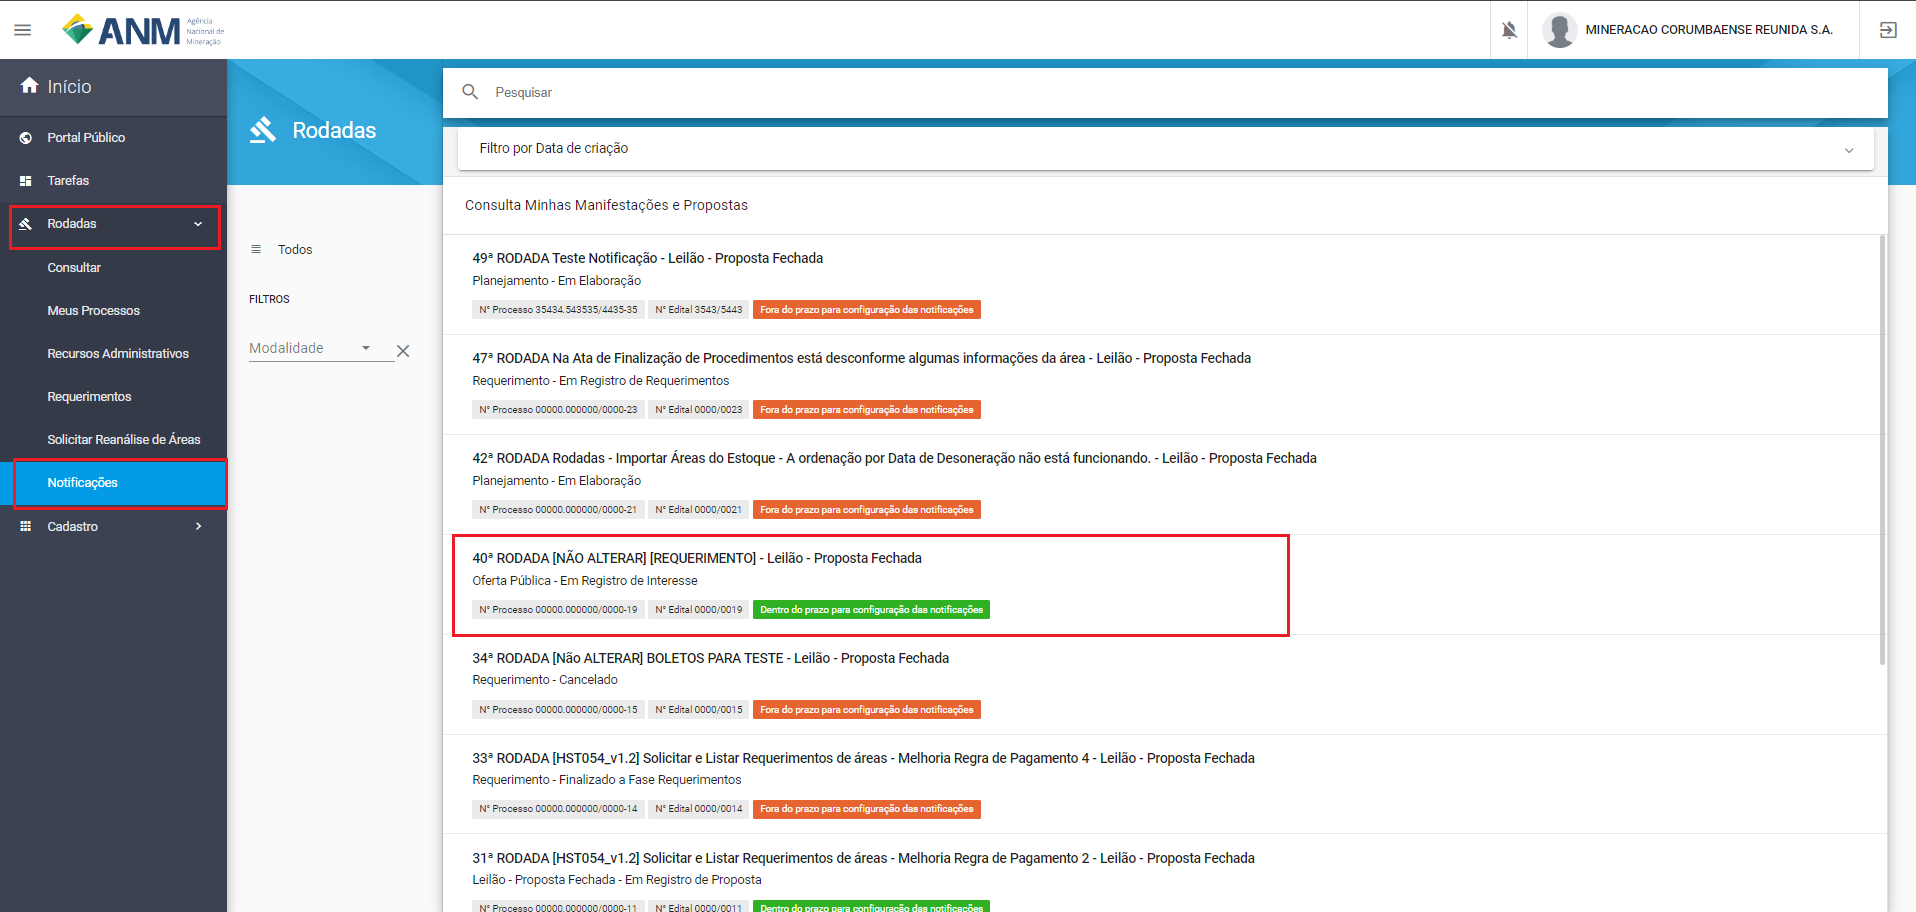 ANM
Agência
Nacional de
Mineração
MINERACAO CORUMBAENSE REUNIDA S.A.
Início
Portal Público
Tarefas
Rodadas
Consultar
Meus Processos
Recursos Administrativos
Requerimentos
Solicitar Reanálise de Áreas
Notificações
Cadastro
Rodadas
Todos
FILTROS
Modalidade
Pesquisar
Filtro por Data de criação
Consulta Minhas Manifestações e Propostas
49ª RODADA Teste Notificação - Leilão - Proposta Fechada
Planejamento - Em Elaboração
N° Processo 35434.543535/4435-35 N° Edital 3543/5443 Fora do prazo para configuração das notificações
47ª RODADA Na Ata de Finalização de Procedimentos está desconforme algumas informações da área - Leilão - Proposta Fechada
Requerimento - Em Registro de Requerimentos
N° Processo 00000.000000/0000-23 N° Edital 0000/0023 Fora do prazo para configuração das notificações
42ª RODADA Rodadas - Importar Áreas do Estoque - A ordenação por Data de Desoneração não está funcionando. - Leilão - Proposta Fechada
Planejamento - Em Elaboração
N° Processo 00000.000000/0000-21 N° Edital 0000/0021 Fora do prazo para configuração das notificações
40ª RODADA [NÃO ALTERAR] [REQUERIMENTO] - Leilão - Proposta Fechada
Oferta Pública - Em Registro de Interesse
N° Processo 00000.000000/0000-19 N° Edital 0000/0019 Dentro do prazo para configuração das notificações
34ª RODADA [Não ALTERAR] BOLETOS PARA TESTE - Leilão - Proposta Fechada
Requerimento - Cancelado
N° Processo 00000.000000/0000-15 N° Edital 0000/0015 Fora do prazo para configuração das notificações
33ª RODADA [HST054_v1.2] Solicitar e Listar Requerimentos de áreas - Melhoria Regra de Pagamento 4 - Leilão - Proposta Fechada
Requerimento - Finalizado a Fase Requerimentos
N° Processo 00000.000000/0000-14 N° Edital 0000/0014 Fora do prazo para configuração das notificações
31ª RODADA [HST054_v1.2] Solicitar e Listar Requerimentos de áreas - Melhoria Regra de Pagamento 2 - Leilão - Proposta Fechada
Leilão - Proposta Fechada - Em Registro de Proposta
N° Processo 00000.000000/0000-11 N° Edital 0000/0011 Dentro do prazo para configuração das notificações